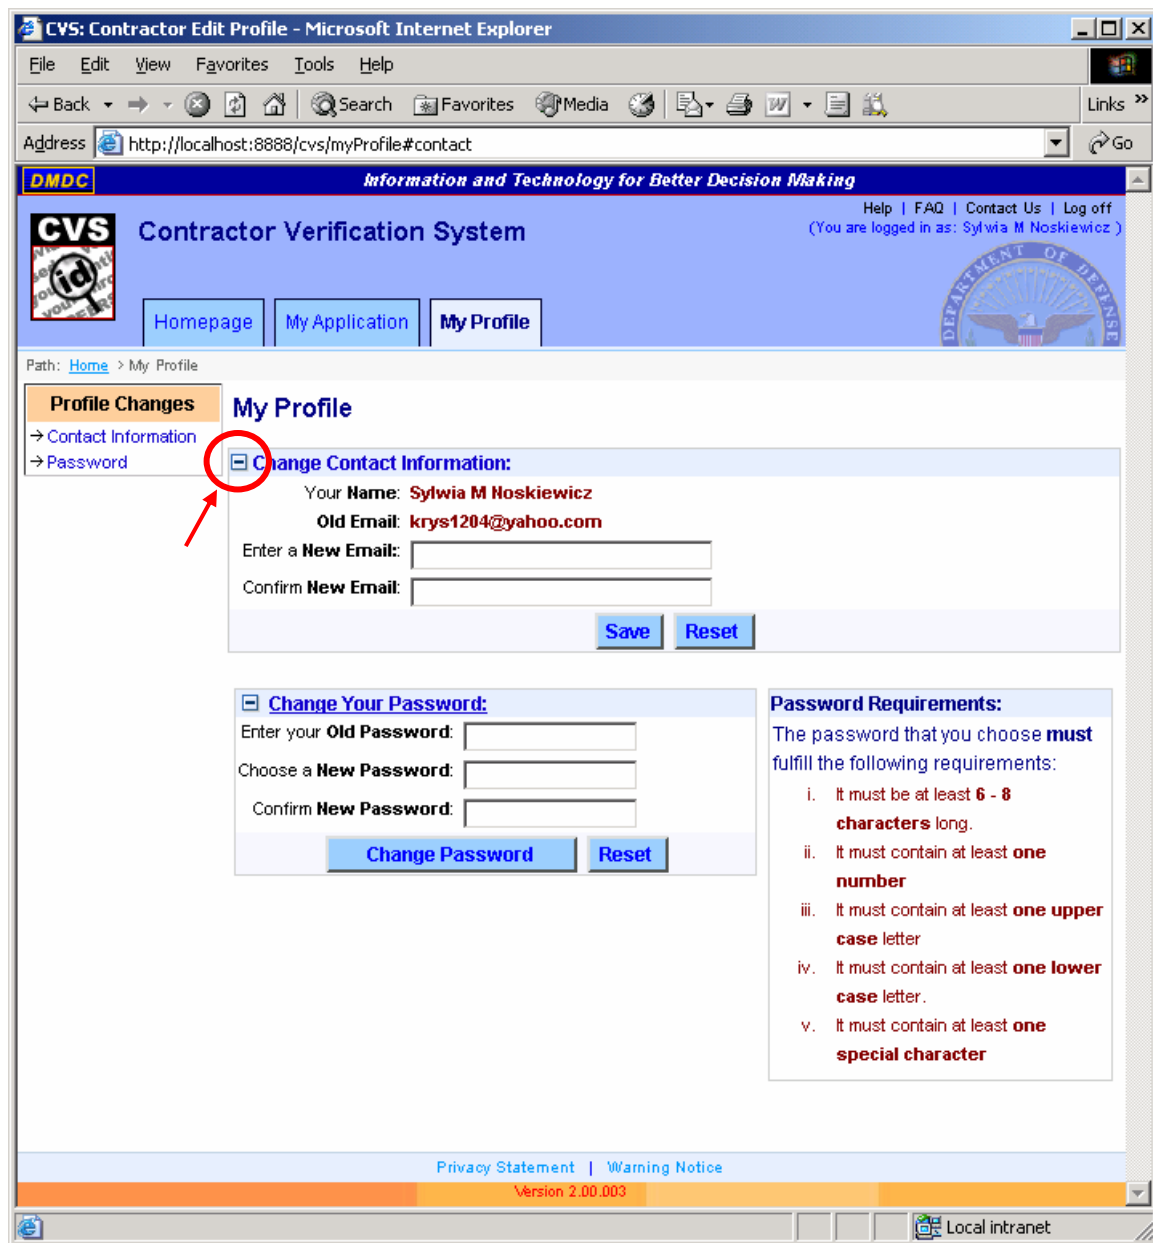 CVS: Contractor Edit Profile - Microsoft Internet Explorer
File Edit View Favorites Tools Help
Back Search Favorites Media Links »
Address http://localhost:8888/cvs/myProfile#contact Go
DMDC Information and Technology for Better Decision Making
Help | FAQ | Contact Us | Log off
CVS Contractor Verification System (You are logged in as: Sylwia M Noskiewicz )
id
DEPARTMENT OF DEFENSE
Homepage My Application My Profile
Path: Home > My Profile
Profile Changes
→ Contact Information
→ Password
My Profile
Change Contact Information:
Your Name: Sylwia M Noskiewicz
Old Email: krys1204@yahoo.com
Enter a New Email::
Confirm New Email:
Save Reset
Change Your Password:
Enter your Old Password:
Choose a New Password:
Confirm New Password:
Change Password Reset
Password Requirements:
The password that you choose must
fulfill the following requirements:
i. It must be at least 6 - 8
characters long.
ii. It must contain at least one
number
iii. It must contain at least one upper
case letter
iv. It must contain at least one lower
case letter.
v. It must contain at least one
special character
Privacy Statement | Warning Notice
Version 2.00.003
Local intranet